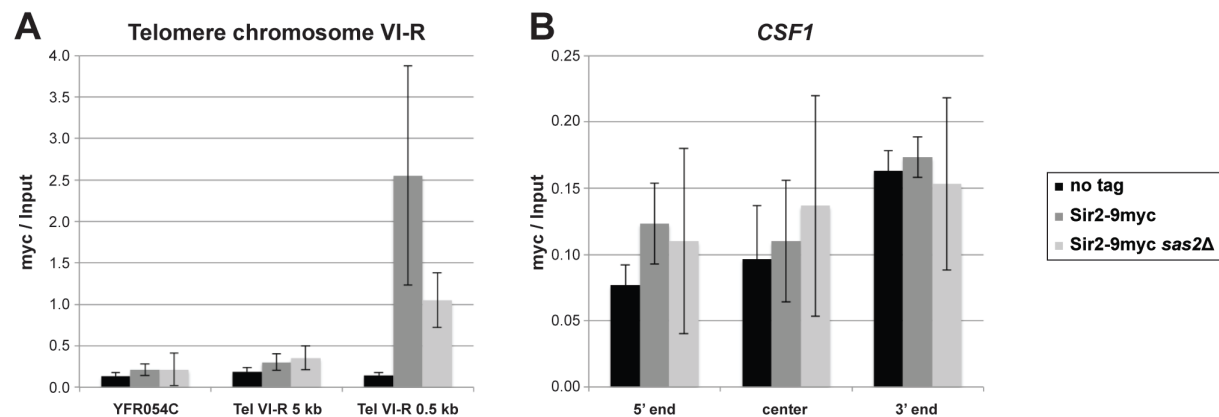 A
Telomere chromosome VI-R
4.0
3.5
3.0
2.5
2.0
1.5
1.0
0.5
0.0
myc / Input
YFR054C
Tel VI-R 5 kb
Tel VI-R 0.5 kb
B
CSF1
0.25
0.20
0.15
0.10
0.05
0.00
myc / Input
5’ end
center
3’ end
no tag
Sir2-9myc
Sir2-9myc sas2Δ